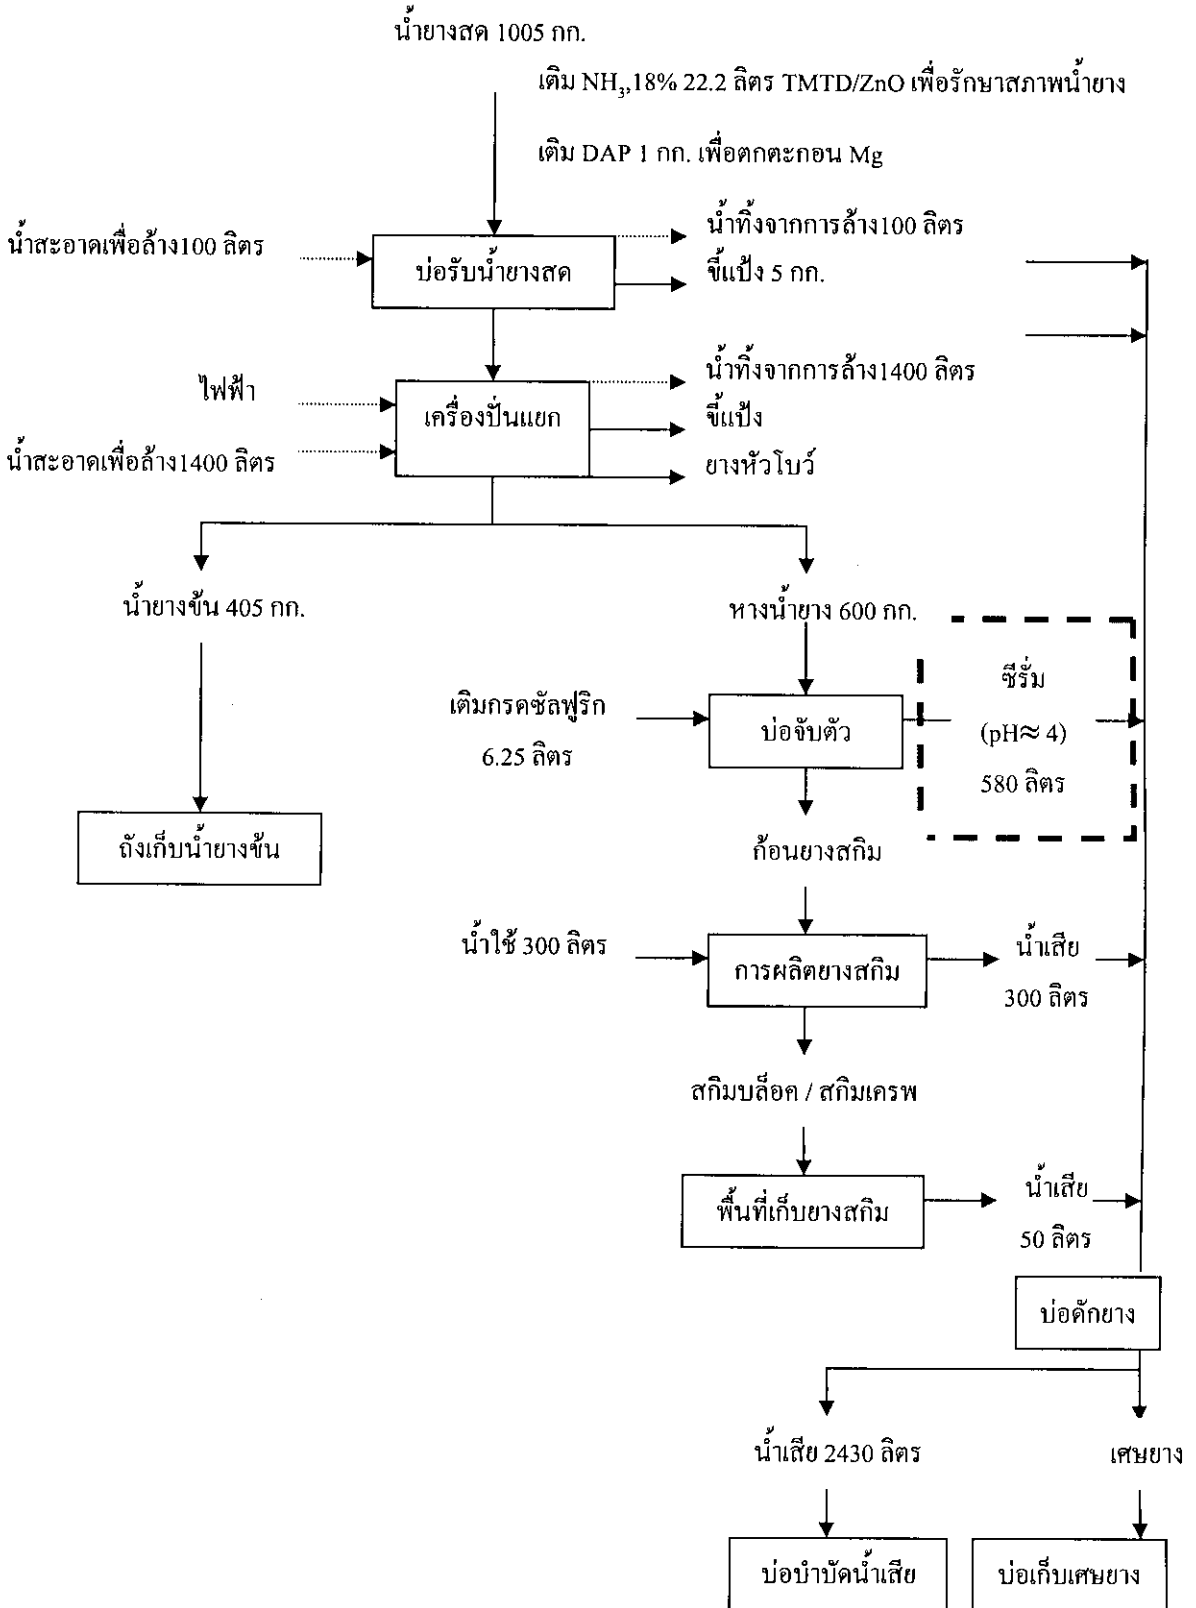 น้ำยางสด 1005 กก.
เติม NH3,18% 22.2 ลิตร TMTD/ZnO เพื่อรักษาสภาพน้ำยาง
เติม DAP 1 กก. เพื่อตกตะกอน Mg
น้ำสะอาดเพื่อล้าง100 ลิตร
บ่อรับน้ำยางสด
น้ำทิ้งจากการล้าง100 ลิตร
ขี้แป้ง 5 กก.
ไฟฟ้า
น้ำสะอาดเพื่อล้าง1400 ลิตร
เครื่องปั่นแยก
น้ำทิ้งจากการล้าง1400 ลิตร
ขี้แป้ง
ยางหัวโบว์
น้ำยางข้น 405 กก.
หางน้ำยาง 600 กก.
ถังเก็บน้ำยางข้น
เติมกรดซัลฟูริก
6.25 ลิตร
บ่อจับตัว
ซีรั่ม
(pH≈ 4)
580 ลิตร
ก้อนยางสกิม
น้ำใช้ 300 ลิตร
การผลิตยางสกิม
น้ำเสีย
300 ลิตร
สกิมบล็อค / สกิมเครพ
พื้นที่เก็บยางสกิม
น้ำเสีย
50 ลิตร
บ่อดักยาง
น้ำเสีย 2430 ลิตร
เศษยาง
บ่อบำบัดน้ำเสีย
บ่อเก็บเศษยาง